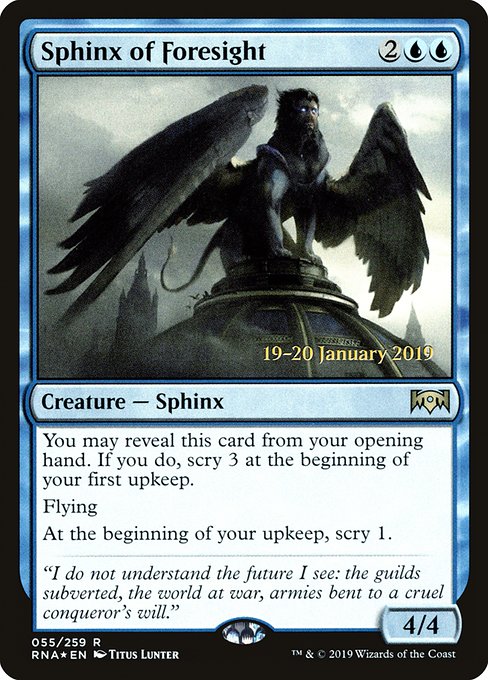 Sphinx of Foresight
2
19–20 January 2019
Creature — Sphinx
You may reveal this card from your opening
hand. If you do, scry 3 at the beginning of
your first upkeep.
Flying
At the beginning of your upkeep, scry 1.
“I do not understand the future I see: the guilds
subverted, the world at war, armies bent to a cruel
conqueror’s will.”
4/4
055/259 R
RNA★EN Titus Lunter
™ & © 2019 Wizards of the Coast